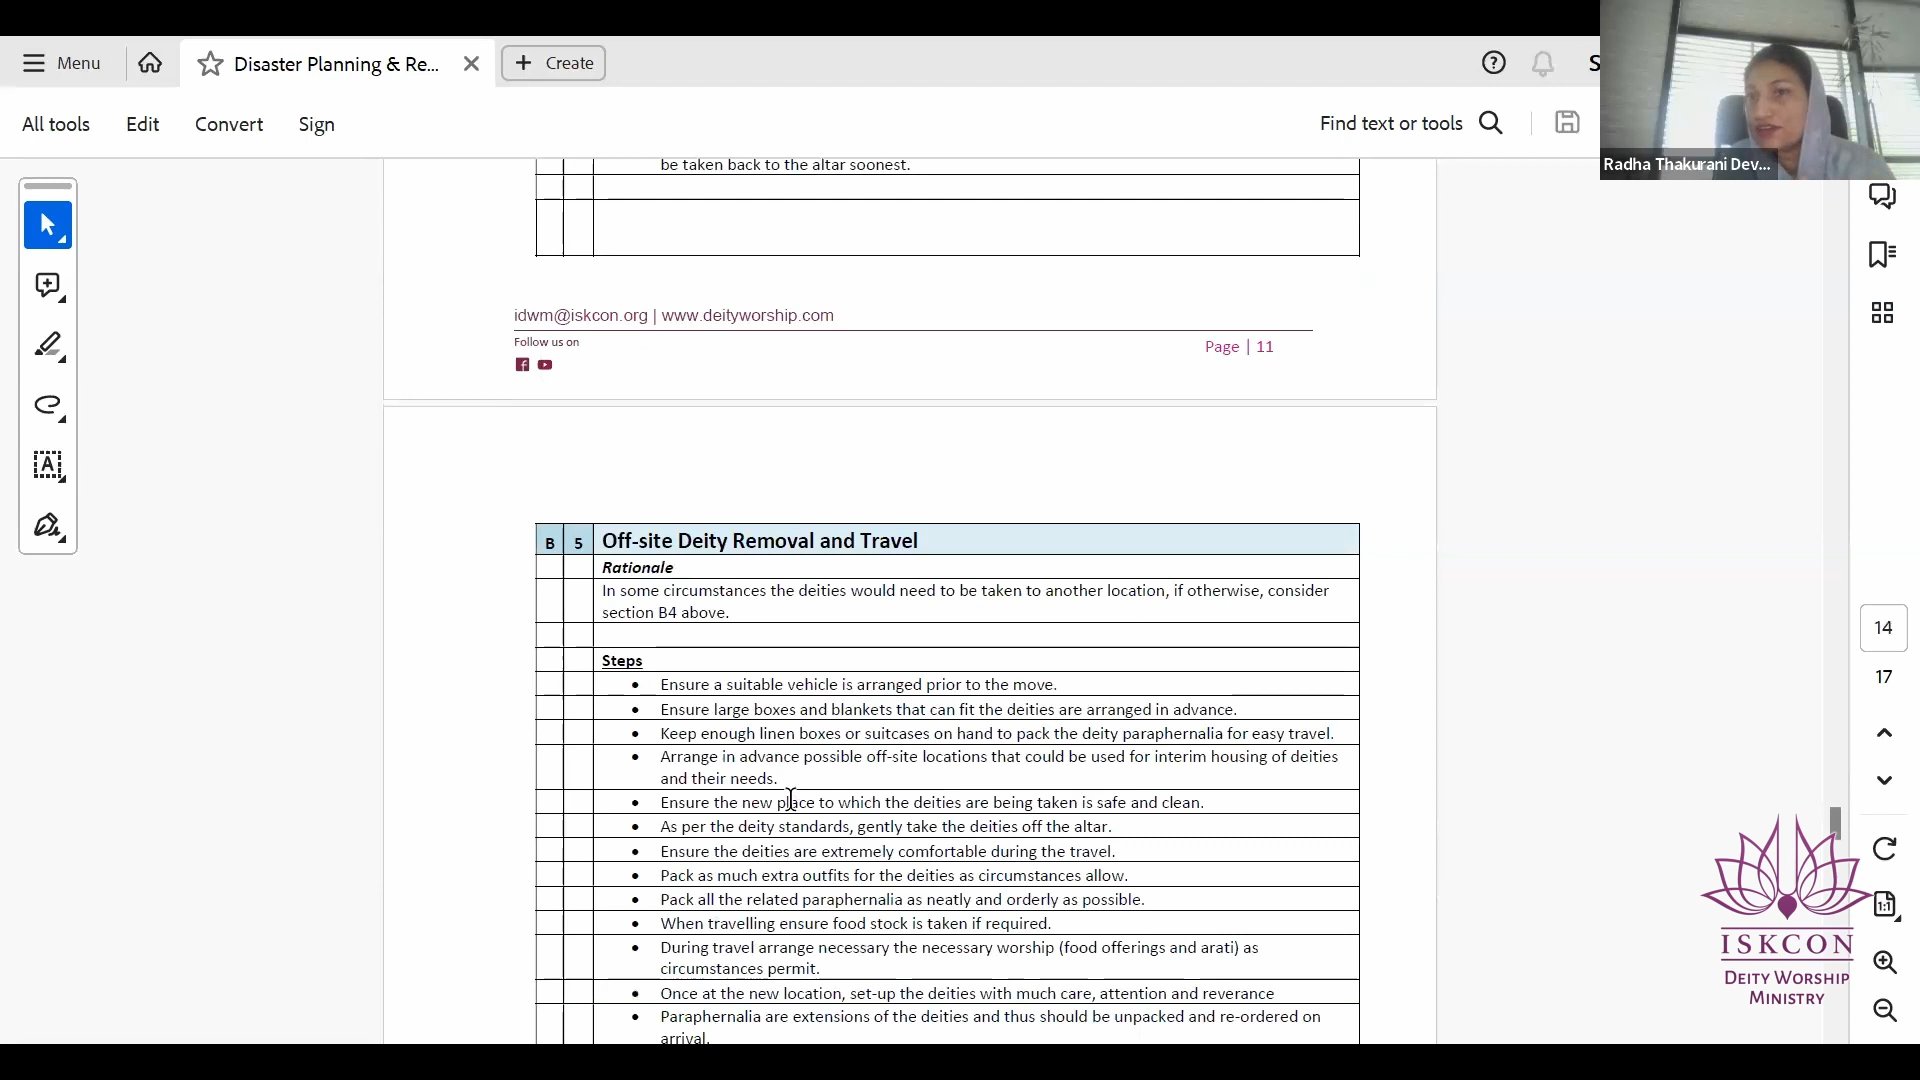 Menu
Disaster Planning & Re...
Create
S
All tools
Edit
Convert
Sign
Find text or tools
Radha Thakurani Dev...
be taken back to the altar soonest.
idwm@iskcon.org | www.deityworship.com
Follow us on
Page | 11
B 5 Off-site Deity Removal and Travel
Rationale
In some circumstances the deities would need to be taken to another location, if otherwise, consider
section B4 above.
Steps
• Ensure a suitable vehicle is arranged prior to the move.
• Ensure large boxes and blankets that can fit the deities are arranged in advance.
• Keep enough linen boxes or suitcases on hand to pack the deity paraphernalia for easy travel.
• Arrange in advance possible off-site locations that could be used for interim housing of deities
and their needs.
• Ensure the new place to which the deities are being taken is safe and clean.
• As per the deity standards, gently take the deities off the altar.
• Ensure the deities are extremely comfortable during the travel.
• Pack as much extra outfits for the deities as circumstances allow.
• Pack all the related paraphernalia as neatly and orderly as possible.
• When travelling ensure food stock is taken if required.
• During travel arrange necessary the necessary worship (food offerings and arati) as
circumstances permit.
• Once at the new location, set-up the deities with much care, attention and reverance
• Paraphernalia are extensions of the deities and thus should be unpacked and re-ordered on
arrival.
14
17
1:1
ISKCON
DEITY WORSHIP
MINISTRY